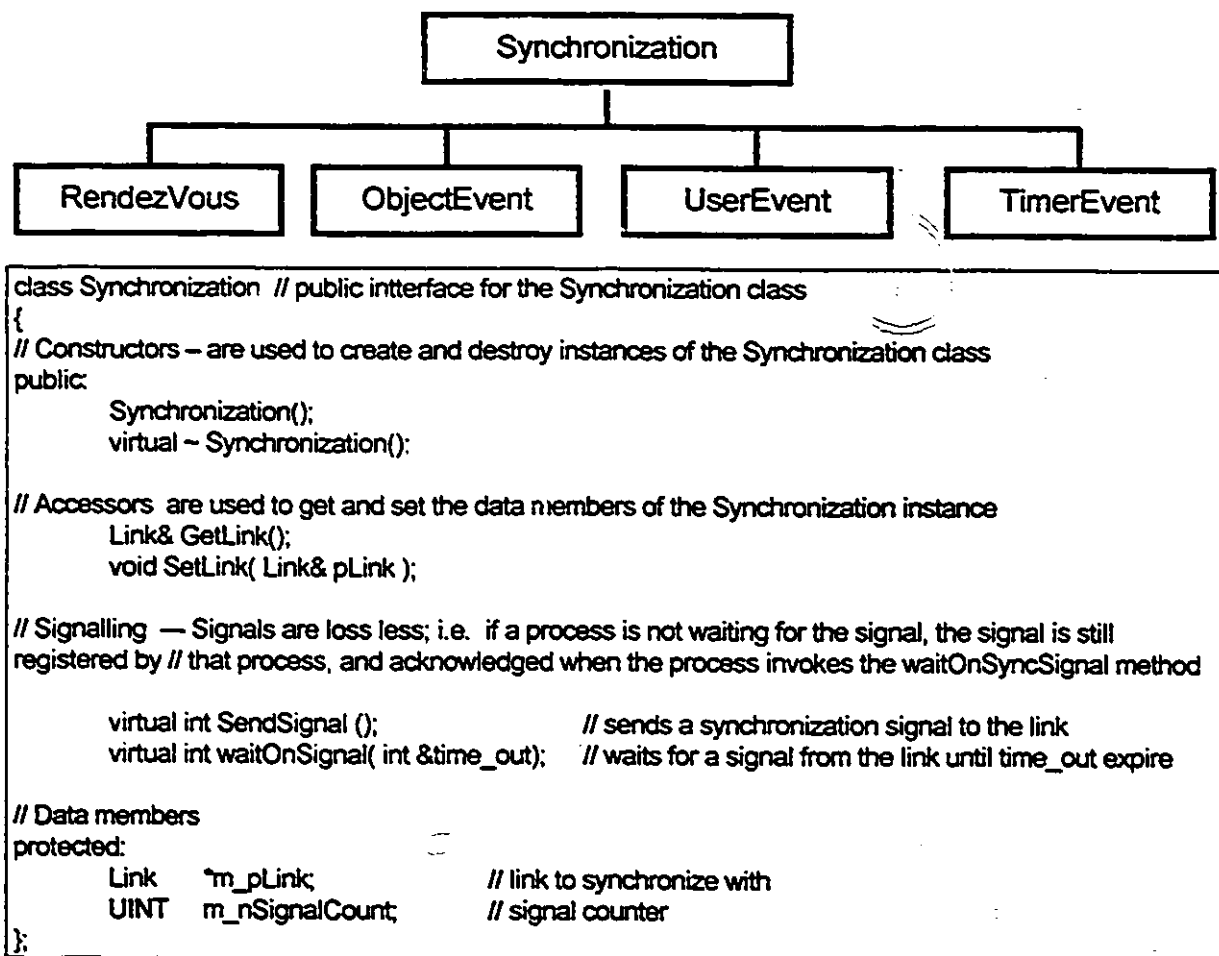 Synchronization
RendezVous
ObjectEvent
UserEvent
TimerEvent
class Synchronization // public intterface for the Synchronization class
{
// Constructors – are used to create and destroy instances of the Synchronization class
public:
Synchronization();
virtual ~ Synchronization();
// Accessors are used to get and set the data members of the Synchronization instance
Link& GetLink();
void SetLink( Link& pLink );
// Signalling — Signals are loss less; i.e. if a process is not waiting for the signal, the signal is still
registered by // that process, and acknowledged when the process invokes the waitOnSyncSignal method
virtual int SendSignal (); // sends a synchronization signal to the link
virtual int waitOnSignal( int &time_out); // waits for a signal from the link until time_out expire
// Data members
protected:
Link *m_pLink; // link to synchronize with
UINT m_nSignalCount; // signal counter
};